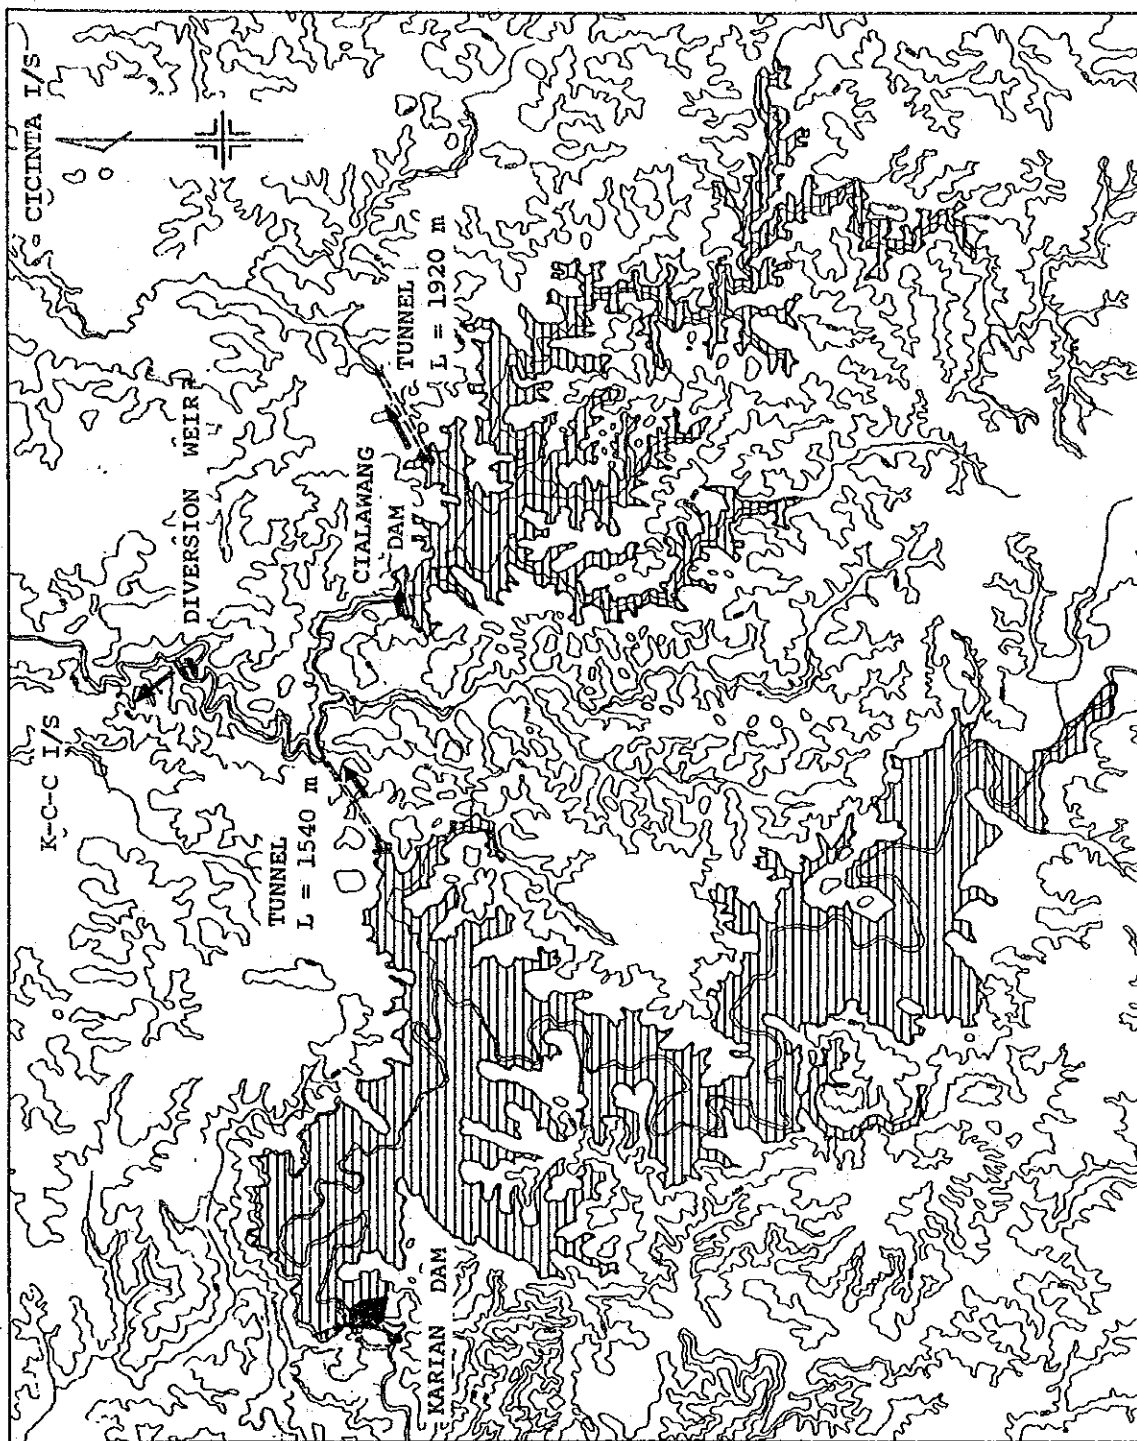 CICINTA I/S
K-C-C I/S
DIVERSION WEIR
TUNNEL
L = 1920 m
CIALAWANG
DAM
TUNNEL
L = 1540 m
KARIAN DAM